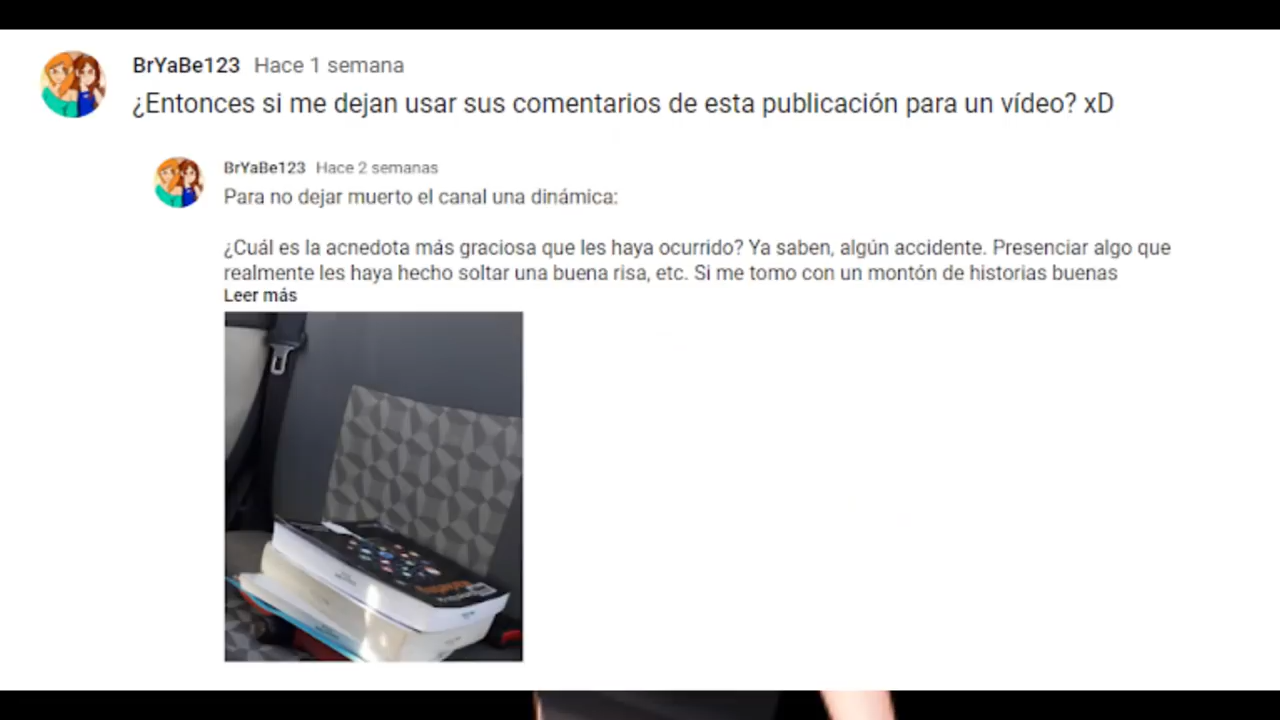 BrYaBe123 Hace 1 semana
¿Entonces si me dejan usar sus comentarios de esta publicación para un vídeo? xD
BrYaBe123 Hace 2 semanas
Para no dejar muerto el canal una dinámica:
¿Cuál es la acnedota más graciosa que les haya ocurrido? Ya saben, algún accidente. Presenciar algo que
realmente les haya hecho soltar una buena risa, etc. Si me tomo con un montón de historias buenas
Leer más